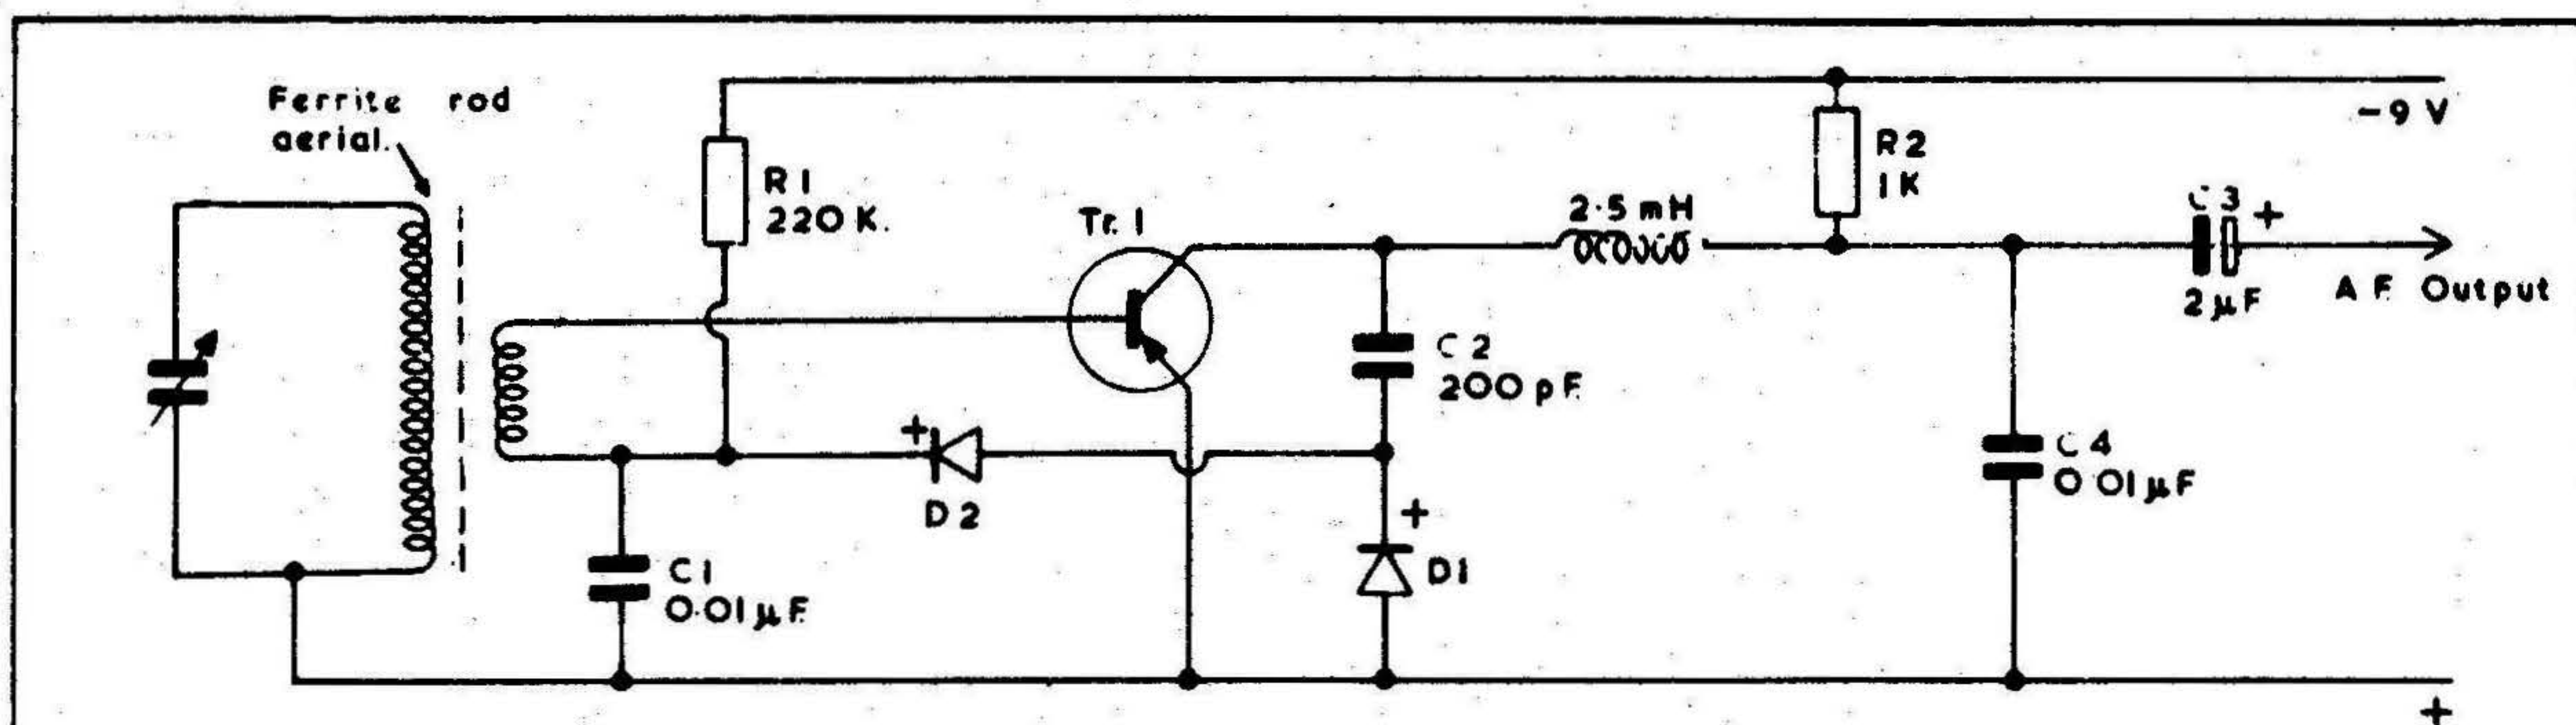 Ferrite rod
aerial.
-9 V
R1
220 K.
Tr. 1
2.5 mH
R2
1K
C3
+
2µF
A F. Output
C2
200 pF.
+
D2
C1
0.01µF.
+
D1
C4
0.01µF
+